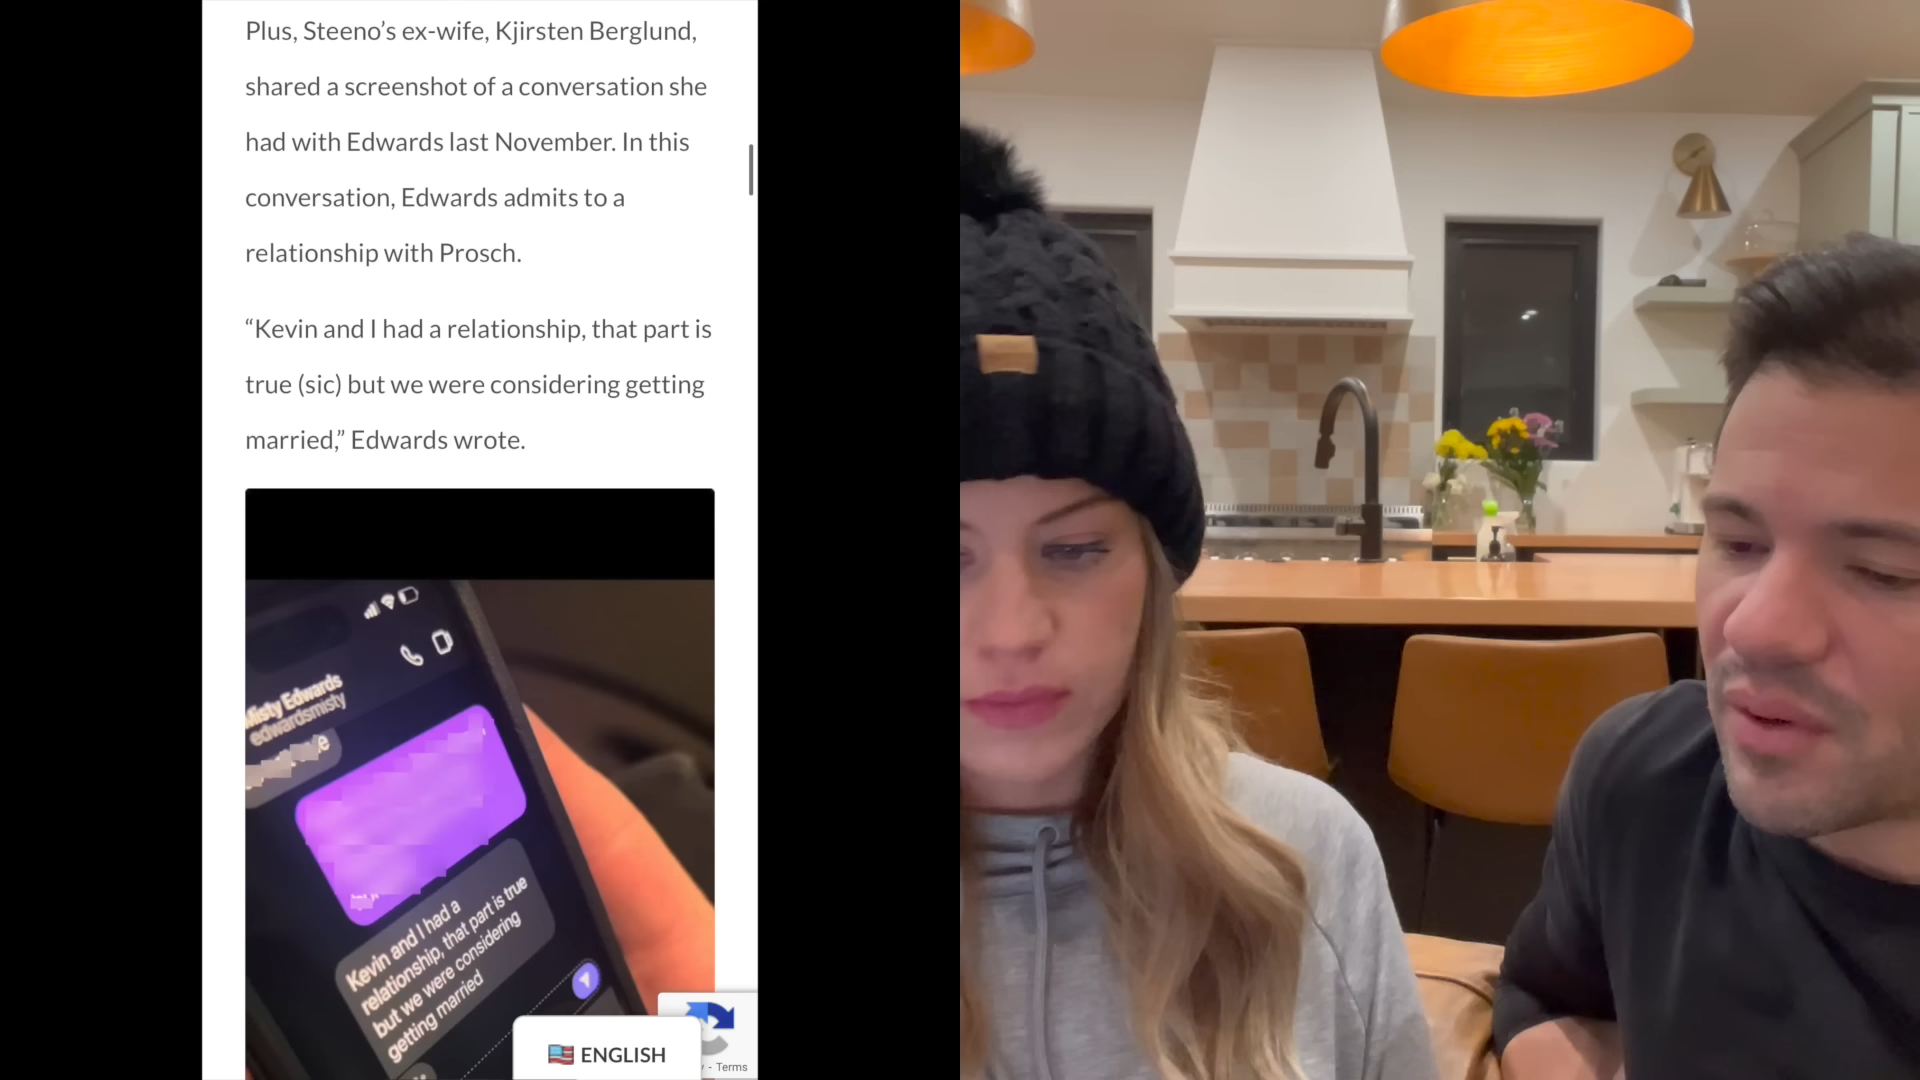 Plus, Steeno’s ex-wife, Kjirsten Berglund,
shared a screenshot of a conversation she
had with Edwards last November. In this
conversation, Edwards admits to a
relationship with Prosch.
“Kevin and I had a relationship, that part is
true (sic) but we were considering getting
married,” Edwards wrote.
Misty Edwards
edwardsmisty
Kevin and I had a
relationship, that part is true
but we were considering
getting married
ENGLISH
- Terms